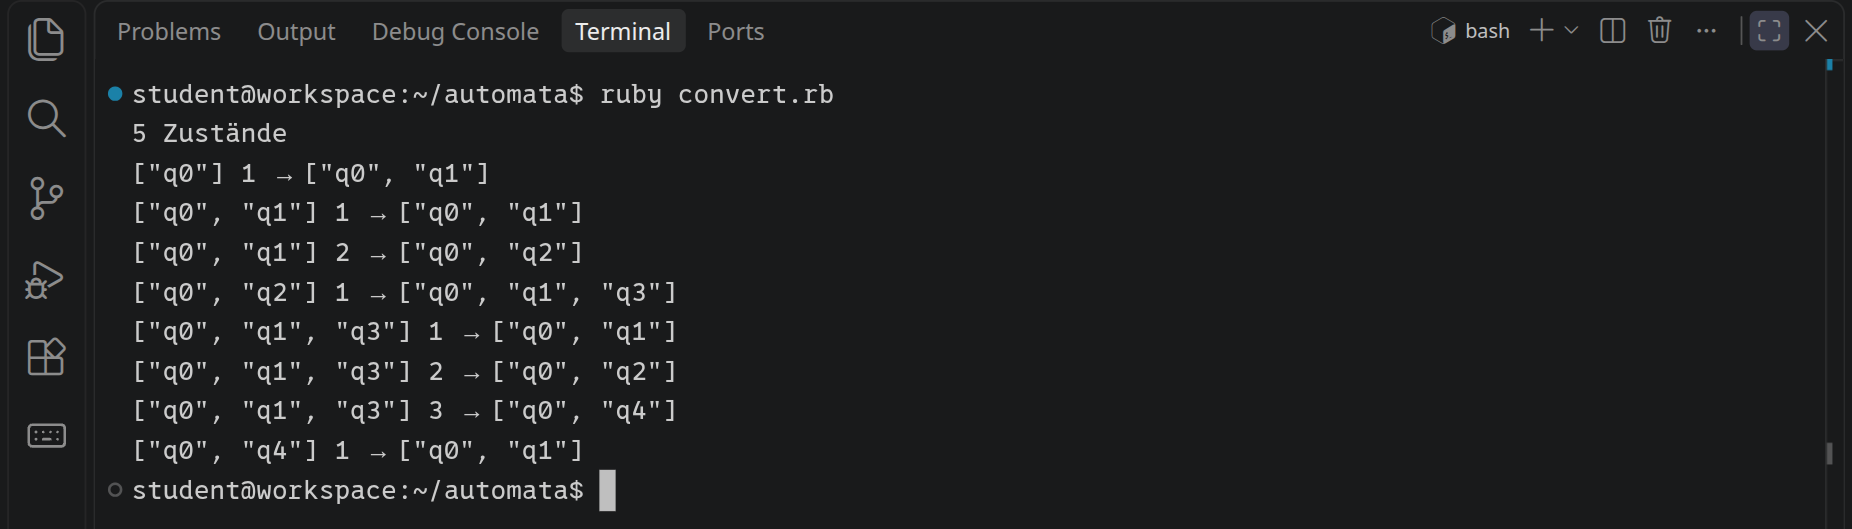 Problems Output Debug Console Terminal Ports bash
student@workspace:~/automata$ ruby convert.rb
5 Zustände
["q0"] 1 → ["q0", "q1"]
["q0", "q1"] 1 → ["q0", "q1"]
["q0", "q1"] 2 → ["q0", "q2"]
["q0", "q2"] 1 → ["q0", "q1", "q3"]
["q0", "q1", "q3"] 1 → ["q0", "q1"]
["q0", "q1", "q3"] 2 → ["q0", "q2"]
["q0", "q1", "q3"] 3 → ["q0", "q4"]
["q0", "q4"] 1 → ["q0", "q1"]
student@workspace:~/automata$